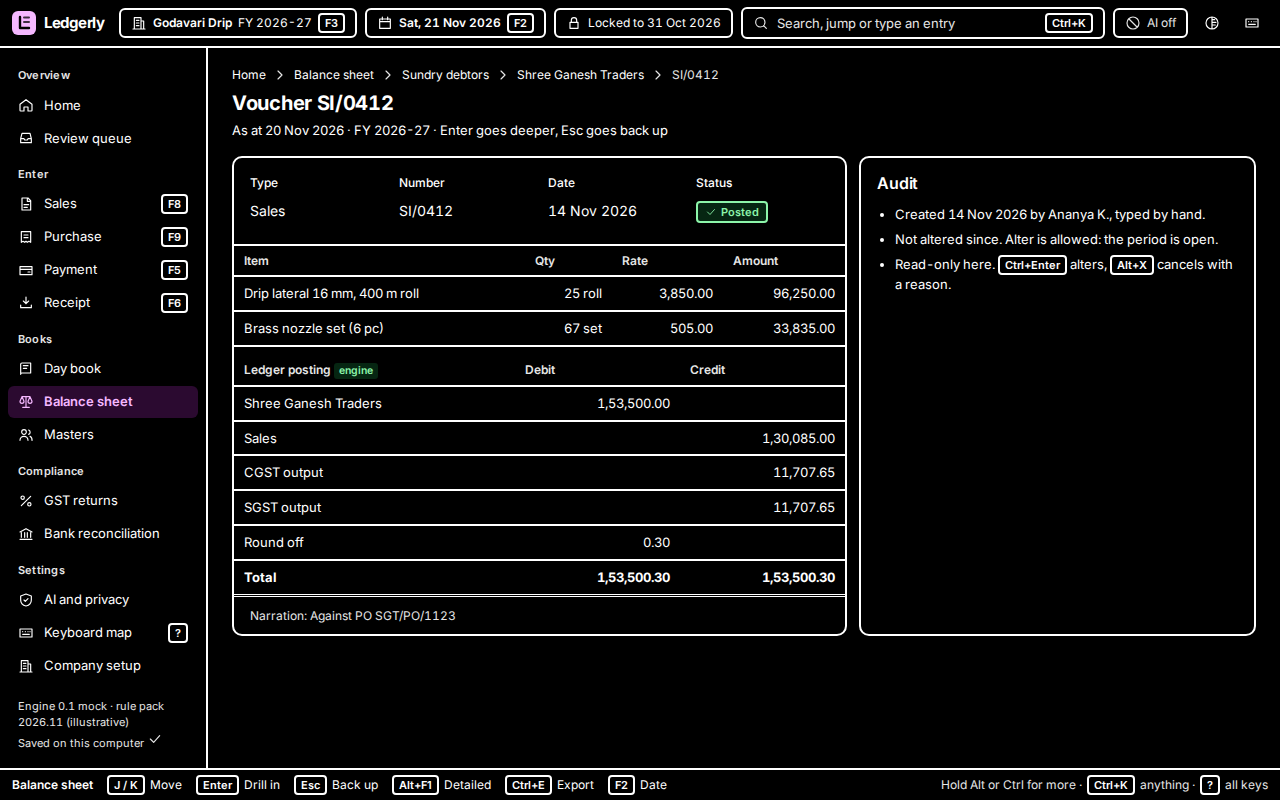 Ledgerly
Godavari Drip FY 2026-27 F3
Sat, 21 Nov 2026 F2
Locked to 31 Oct 2026
Search, jump or type an entry Ctrl+K
AI off
Overview
Home
Review queue
Enter
Sales F8
Purchase F9
Payment F5
Receipt F6
Books
Day book
Balance sheet
Masters
Compliance
GST returns
Bank reconciliation
Settings
AI and privacy
Keyboard map ?
Company setup
Engine 0.1 mock · rule pack
2026.11 (illustrative)
Saved on this computer
Home > Balance sheet > Sundry debtors > Shree Ganesh Traders > SI/0412
Voucher SI/0412
As at 20 Nov 2026 · FY 2026-27 · Enter goes deeper, Esc goes back up
Type Number Date Status
Sales SI/0412 14 Nov 2026 Posted
Item Qty Rate Amount
Drip lateral 16 mm, 400 m roll 25 roll 3,850.00 96,250.00
Brass nozzle set (6 pc) 67 set 505.00 33,835.00
Ledger posting engine Debit Credit
Shree Ganesh Traders 1,53,500.00
Sales 1,30,085.00
CGST output 11,707.65
SGST output 11,707.65
Round off 0.30
Total 1,53,500.30 1,53,500.30
Narration: Against PO SGT/PO/1123
Audit
• Created 14 Nov 2026 by Ananya K., typed by hand.
• Not altered since. Alter is allowed: the period is open.
• Read-only here. Ctrl+Enter alters, Alt+X cancels with
a reason.
Balance sheet J / K Move Enter Drill in Esc Back up Alt+F1 Detailed Ctrl+E Export F2 Date
Hold Alt or Ctrl for more · Ctrl+K anything · ? all keys